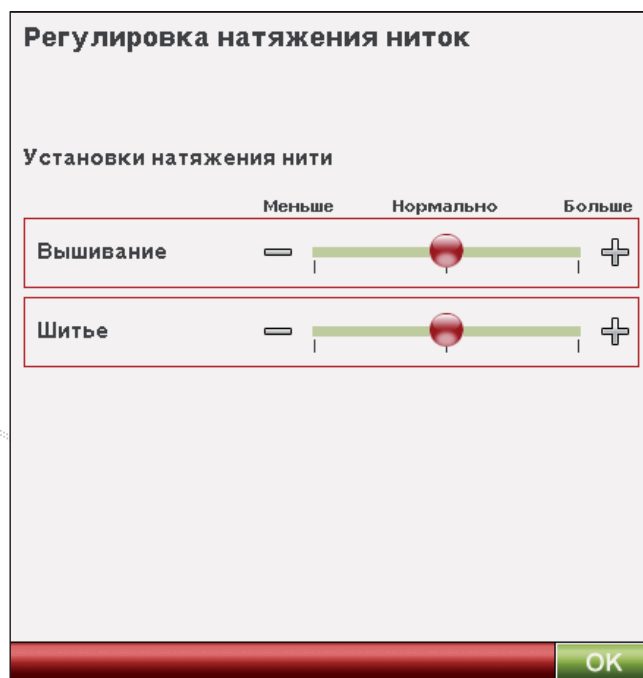 Регулировка натяжения ниток
Установки натяжения нити
Меньше Нормально Больше
Вышивание
Шитье
OK